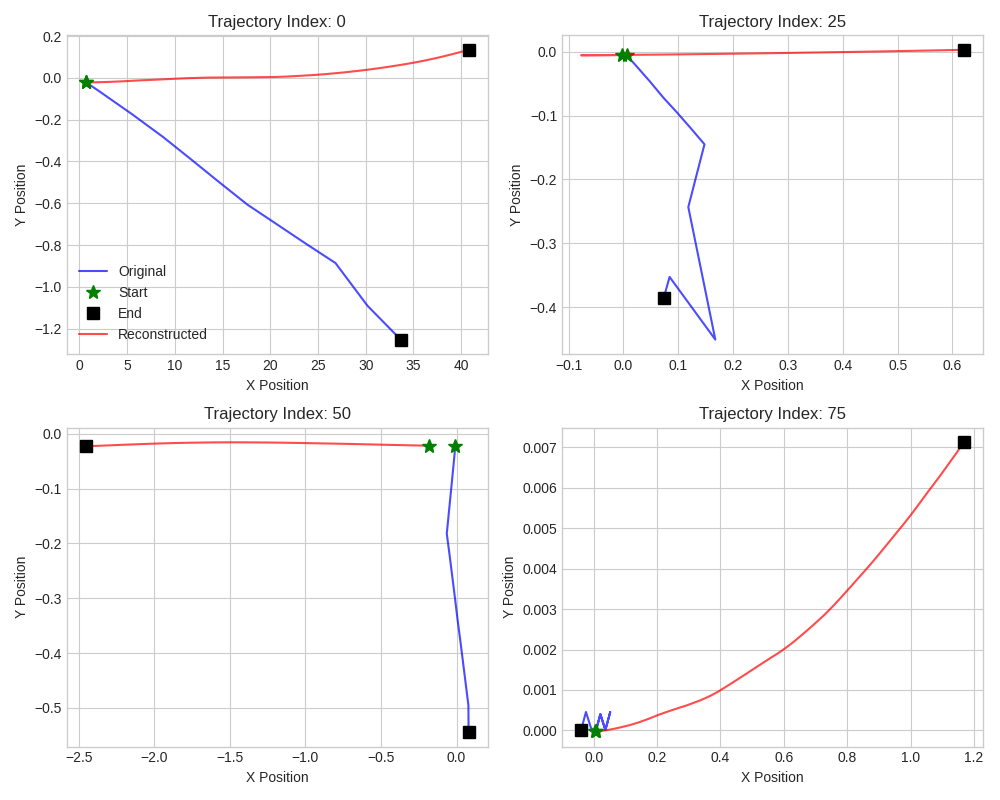 Trajectory Index: 0
0.2
0.0
−0.2
−0.4
−0.6
−0.8
−1.0
−1.2
Y Position
Original
Start
End
Reconstructed
0 5 10 15 20 25 30 35 40
X Position
Trajectory Index: 25
0.0
−0.1
−0.2
−0.3
−0.4
Y Position
−0.1 0.0 0.1 0.2 0.3 0.4 0.5 0.6
X Position
Trajectory Index: 50
0.0
−0.1
−0.2
−0.3
−0.4
−0.5
Y Position
−2.5 −2.0 −1.5 −1.0 −0.5 0.0
X Position
Trajectory Index: 75
0.007
0.006
0.005
0.004
0.003
0.002
0.001
0.000
Y Position
0.0 0.2 0.4 0.6 0.8 1.0 1.2
X Position